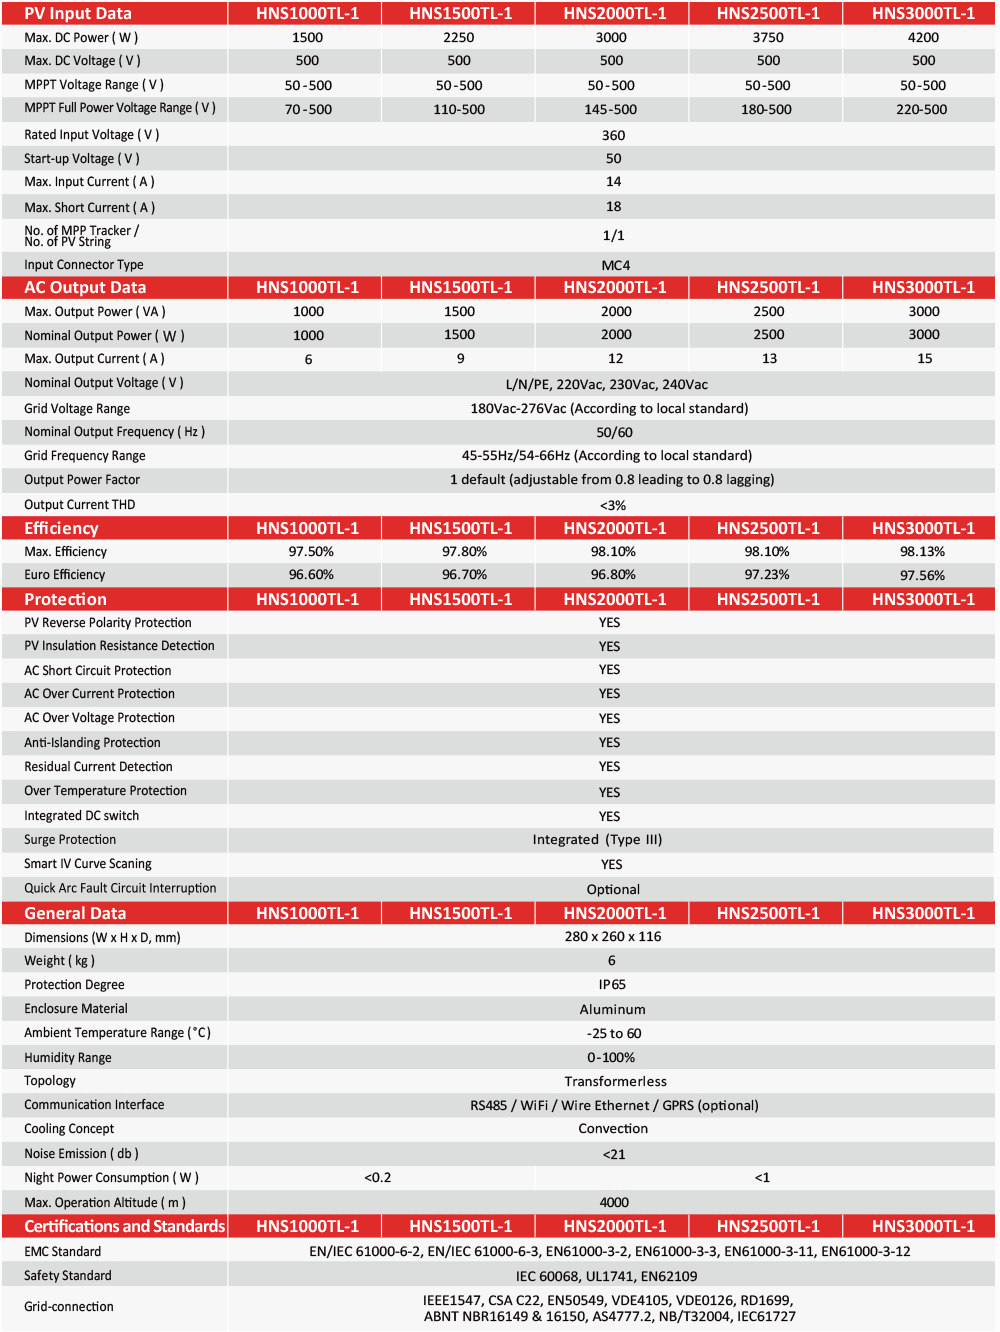 PV Input Data HNS1000TL-1 HNS1500TL-1 HNS2000TL-1 HNS2500TL-1 HNS3000TL-1
Max. DC Power ( W ) 1500 2250 3000 3750 4200
Max. DC Voltage ( V ) 500 500 500 500 500
MPPT Voltage Range ( V ) 50-500 50-500 50-500 50-500 50-500
MPPT Full Power Voltage Range ( V ) 70-500 110-500 145-500 180-500 220-500
Rated Input Voltage ( V ) 360
Start-up Voltage ( V ) 50
Max. Input Current ( A ) 14
Max. Short Current ( A ) 18
No. of MPP Tracker /
No. of PV String 1/1
Input Connector Type MC4
AC Output Data HNS1000TL-1 HNS1500TL-1 HNS2000TL-1 HNS2500TL-1 HNS3000TL-1
Max. Output Power ( VA ) 1000 1500 2000 2500 3000
Nominal Output Power ( W ) 1000 1500 2000 2500 3000
Max. Output Current ( A ) 6 9 12 13 15
Nominal Output Voltage ( V ) L/N/PE, 220Vac, 230Vac, 240Vac
Grid Voltage Range 180Vac-276Vac (According to local standard)
Nominal Output Frequency ( Hz ) 50/60
Grid Frequency Range 45-55Hz/54-66Hz (According to local standard)
Output Power Factor 1 default (adjustable from 0.8 leading to 0.8 lagging)
Output Current THD <3%
Efficiency HNS1000TL-1 HNS1500TL-1 HNS2000TL-1 HNS2500TL-1 HNS3000TL-1
Max. Efficiency 97.50% 97.80% 98.10% 98.10% 98.13%
Euro Efficiency 96.60% 96.70% 96.80% 97.23% 97.56%
Protection HNS1000TL-1 HNS1500TL-1 HNS2000TL-1 HNS2500TL-1 HNS3000TL-1
PV Reverse Polarity Protection YES
PV Insulation Resistance Detection YES
AC Short Circuit Protection YES
AC Over Current Protection YES
AC Over Voltage Protection YES
Anti-Islanding Protection YES
Residual Current Detection YES
Over Temperature Protection YES
Integrated DC switch YES
Surge Protection Integrated (Type III)
Smart IV Curve Scaning YES
Quick Arc Fault Circuit Interruption Optional
General Data HNS1000TL-1 HNS1500TL-1 HNS2000TL-1 HNS2500TL-1 HNS3000TL-1
Dimensions (W x H x D, mm) 280 x 260 x 116
Weight ( kg ) 6
Protection Degree IP65
Enclosure Material Aluminum
Ambient Temperature Range (°C ) -25 to 60
Humidity Range 0-100%
Topology Transformerless
Communication Interface RS485 / WiFi / Wire Ethernet / GPRS (optional)
Cooling Concept Convection
Noise Emission ( db ) <21
Night Power Consumption ( W ) <0.2 <1
Max. Operation Altitude ( m ) 4000
Certifications and Standards HNS1000TL-1 HNS1500TL-1 HNS2000TL-1 HNS2500TL-1 HNS3000TL-1
EMC Standard EN/IEC 61000-6-2, EN/IEC 61000-6-3, EN61000-3-2, EN61000-3-3, EN61000-3-11, EN61000-3-12
Safety Standard IEC 60068, UL1741, EN62109
Grid-connection IEEE1547, CSA C22, EN50549, VDE4105, VDE0126, RD1699,
ABNT NBR16149 & 16150, AS4777.2, NB/T32004, IEC61727